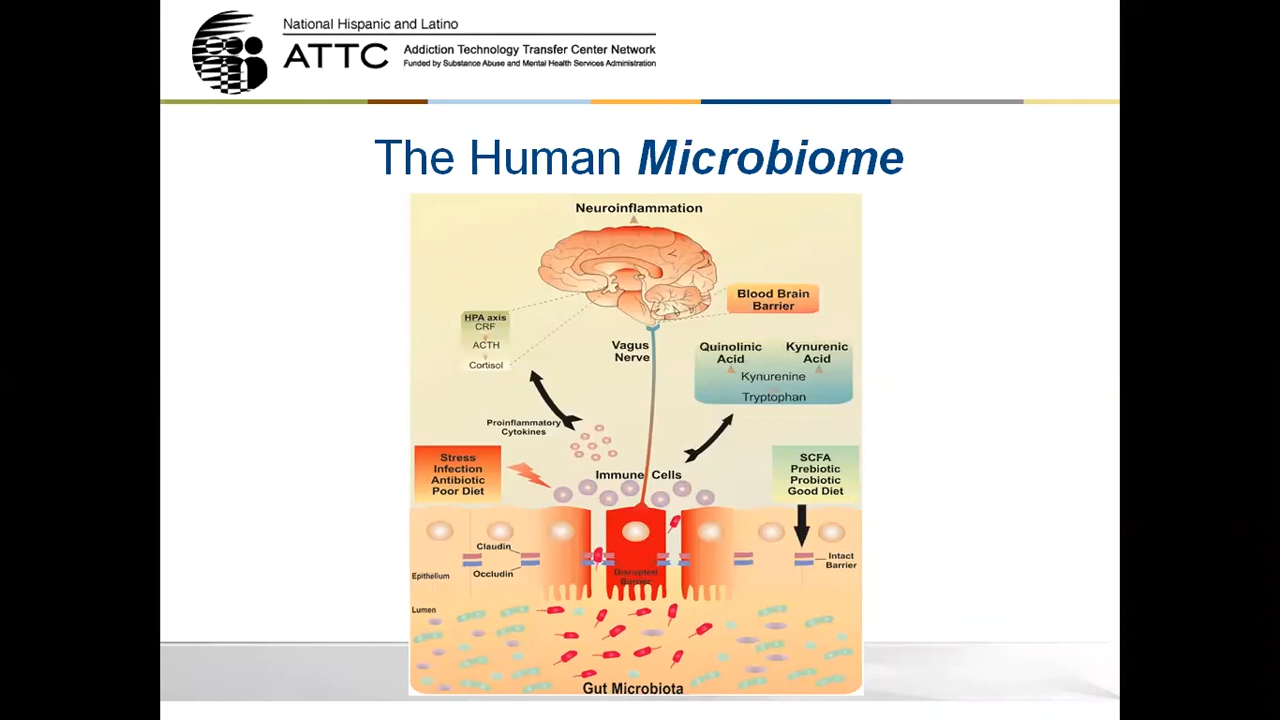 National Hispanic and Latino
ATTC
Addiction Technology Transfer Center Network
Funded by Substance Abuse and Mental Health Services Administration
The Human Microbiome
Neuroinflammation
Blood Brain
Barrier
HPA axis
CRF
ACTH
Cortisol
Vagus
Nerve
Quinolinic
Acid
Kynurenic
Acid
Kynurenine
Tryptophan
Proinflammatory
Cytokines
Stress
Infection
Antibiotic
Poor Diet
Immune Cells
SCFA
Prebiotic
Probiotic
Good Diet
Claudin
Occludin
Epithelium
Disrupted
Barrier
Intact
Barrier
Lumen
Gut Microbiota